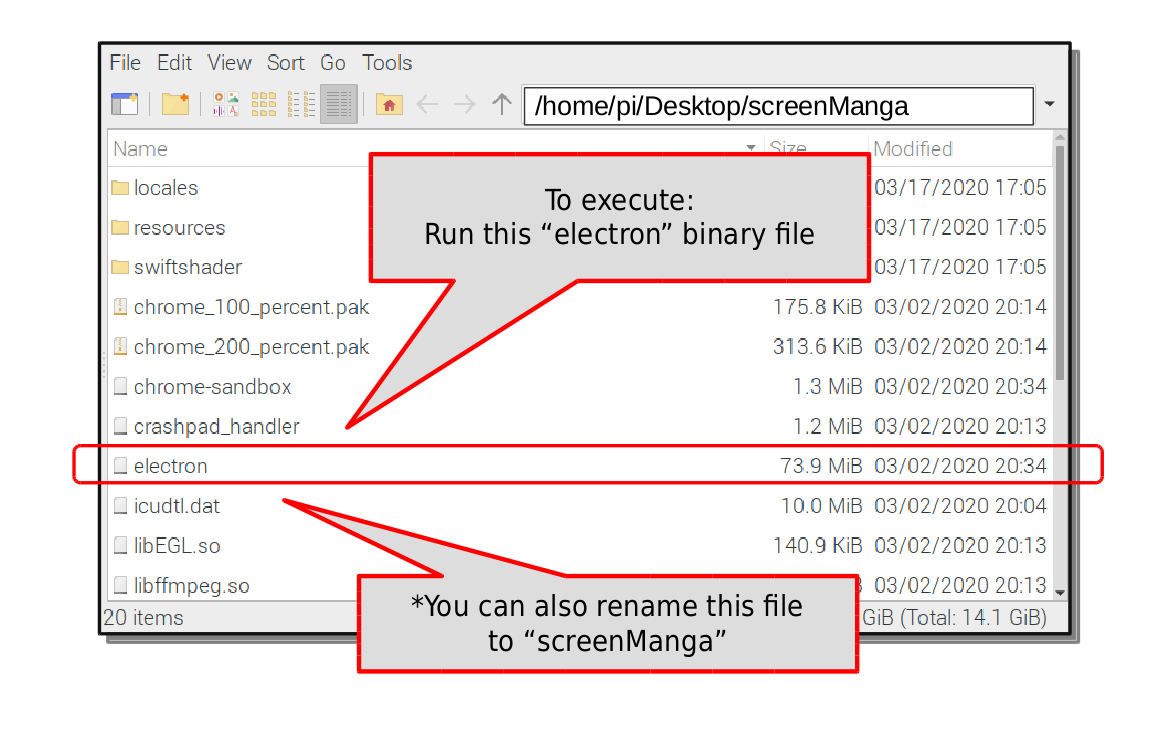 File Edit View Sort Go Tools
/home/pi/Desktop/screenManga
Name Size Modified
locales 03/17/2020 17:05
resources 03/17/2020 17:05
swiftshader 03/17/2020 17:05
To execute:
Run this “electron” binary file
chrome_100_percent.pak 175.8 KiB 03/02/2020 20:14
chrome_200_percent.pak 313.6 KiB 03/02/2020 20:14
chrome-sandbox 1.3 MiB 03/02/2020 20:34
crashpad_handler 1.2 MiB 03/02/2020 20:13
electron 73.9 MiB 03/02/2020 20:34
icudtl.dat 10.0 MiB 03/02/2020 20:04
libEGL.so 140.9 KiB 03/02/2020 20:13
libffmpeg.so 03/02/2020 20:13
*You can also rename this file
to “screenManga”
20 items GiB (Total: 14.1 GiB)